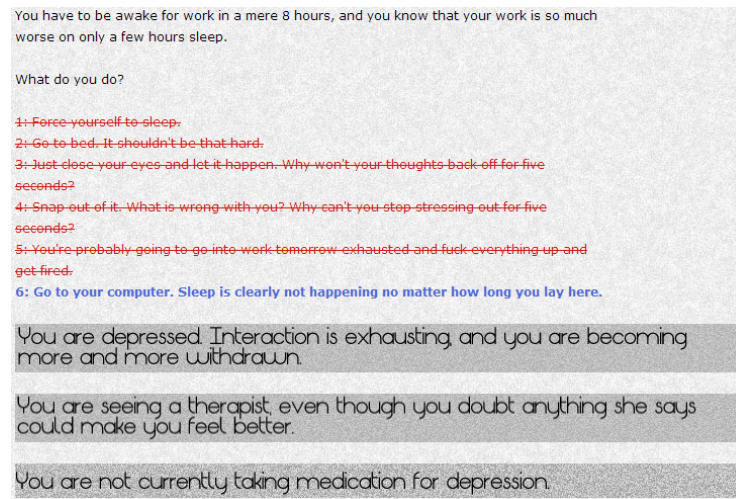 You have to be awake for work in a mere 8 hours, and you know that your work is so much
worse on only a few hours sleep.
What do you do?
1: Force yourself to sleep.
2: Go to bed. It shouldn't be that hard.
3: Just close your eyes and let it happen. Why won't your thoughts back off for five
seconds?
4: Snap out of it. What is wrong with you? Why can't you stop stressing out for five
seconds?
5: You're probably going to go into work tomorrow exhausted and fuck everything up and
get fired.
6: Go to your computer. Sleep is clearly not happening no matter how long you lay here.
You are depressed. Interaction is exhausting, and you are becoming
more and more withdrawn.
You are seeing a therapist, even though you doubt anything she says
could make you feel better.
You are not currently taking medication for depression.